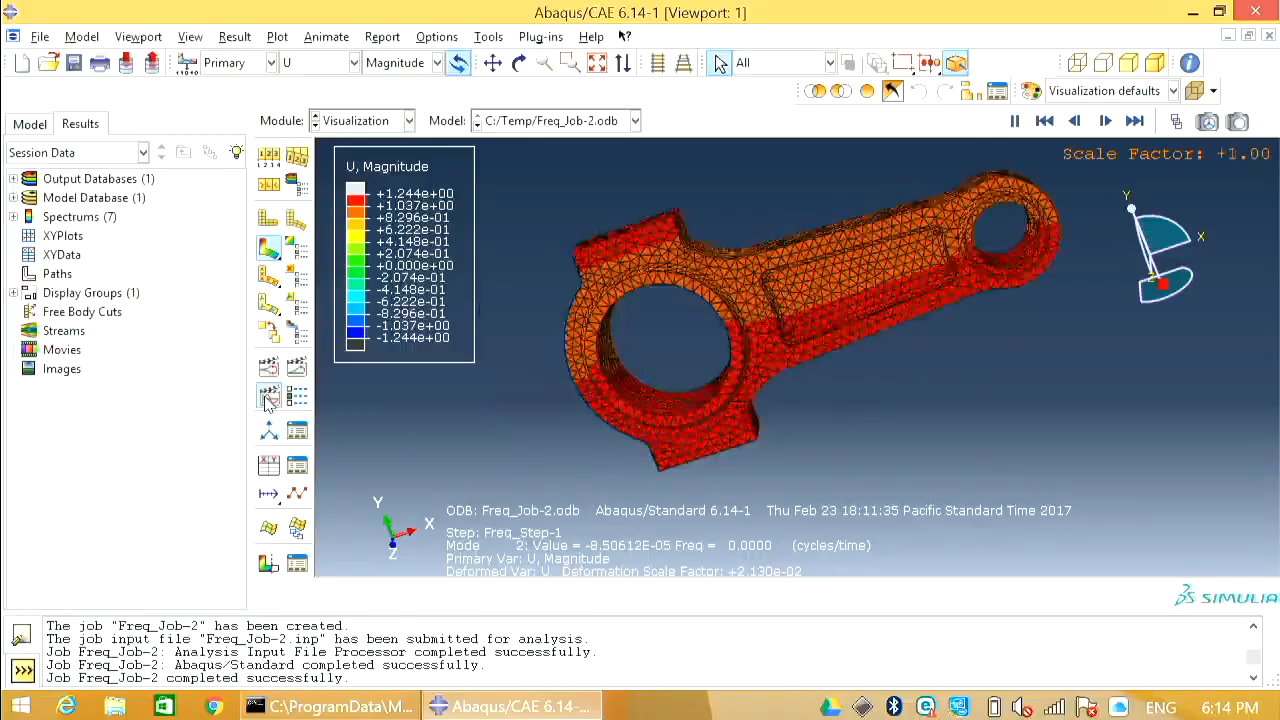 Abaqus/CAE 6.14-1 [Viewport: 1]
File Model Viewport View Result Plot Animate Report Options Tools Plug-ins Help
Primary U Magnitude All
Visualization defaults
Model Results Module: Visualization Model: C:/Temp/Freq_Job-2.odb
Session Data
Output Databases (1)
Model Database (1)
Spectrums (7)
XYPlots
XYData
Paths
Display Groups (1)
Free Body Cuts
Streams
Movies
Images
U, Magnitude
+1.244e+00
+1.037e+00
+8.296e-01
+6.222e-01
+4.148e-01
+2.074e-01
+0.000e+00
-2.074e-01
-4.148e-01
-6.222e-01
-8.296e-01
-1.037e+00
-1.244e+00
Scale Factor: +1.00
Y
X
Z
Y
X
Z
ODB: Freq_Job-2.odb Abaqus/Standard 6.14-1 Thu Feb 23 18:11:35 Pacific Standard Time 2017
Step: Freq_Step-1
Mode 2: Value = -8.50612E-05 Freq = 0.0000 (cycles/time)
Primary Var: U, Magnitude
Deformed Var: U Deformation Scale Factor: +2.130e-02
SIMULIA
The job "Freq_Job-2" has been created.
The job input file "Freq_Job-2.inp" has been submitted for analysis.
Job Freq_Job-2: Analysis Input File Processor completed successfully.
Job Freq_Job-2: Abaqus/Standard completed successfully.
Job Freq_Job-2 completed successfully.
C:\ProgramData\M... Abaqus/CAE 6.14-... ENG 6:14 PM